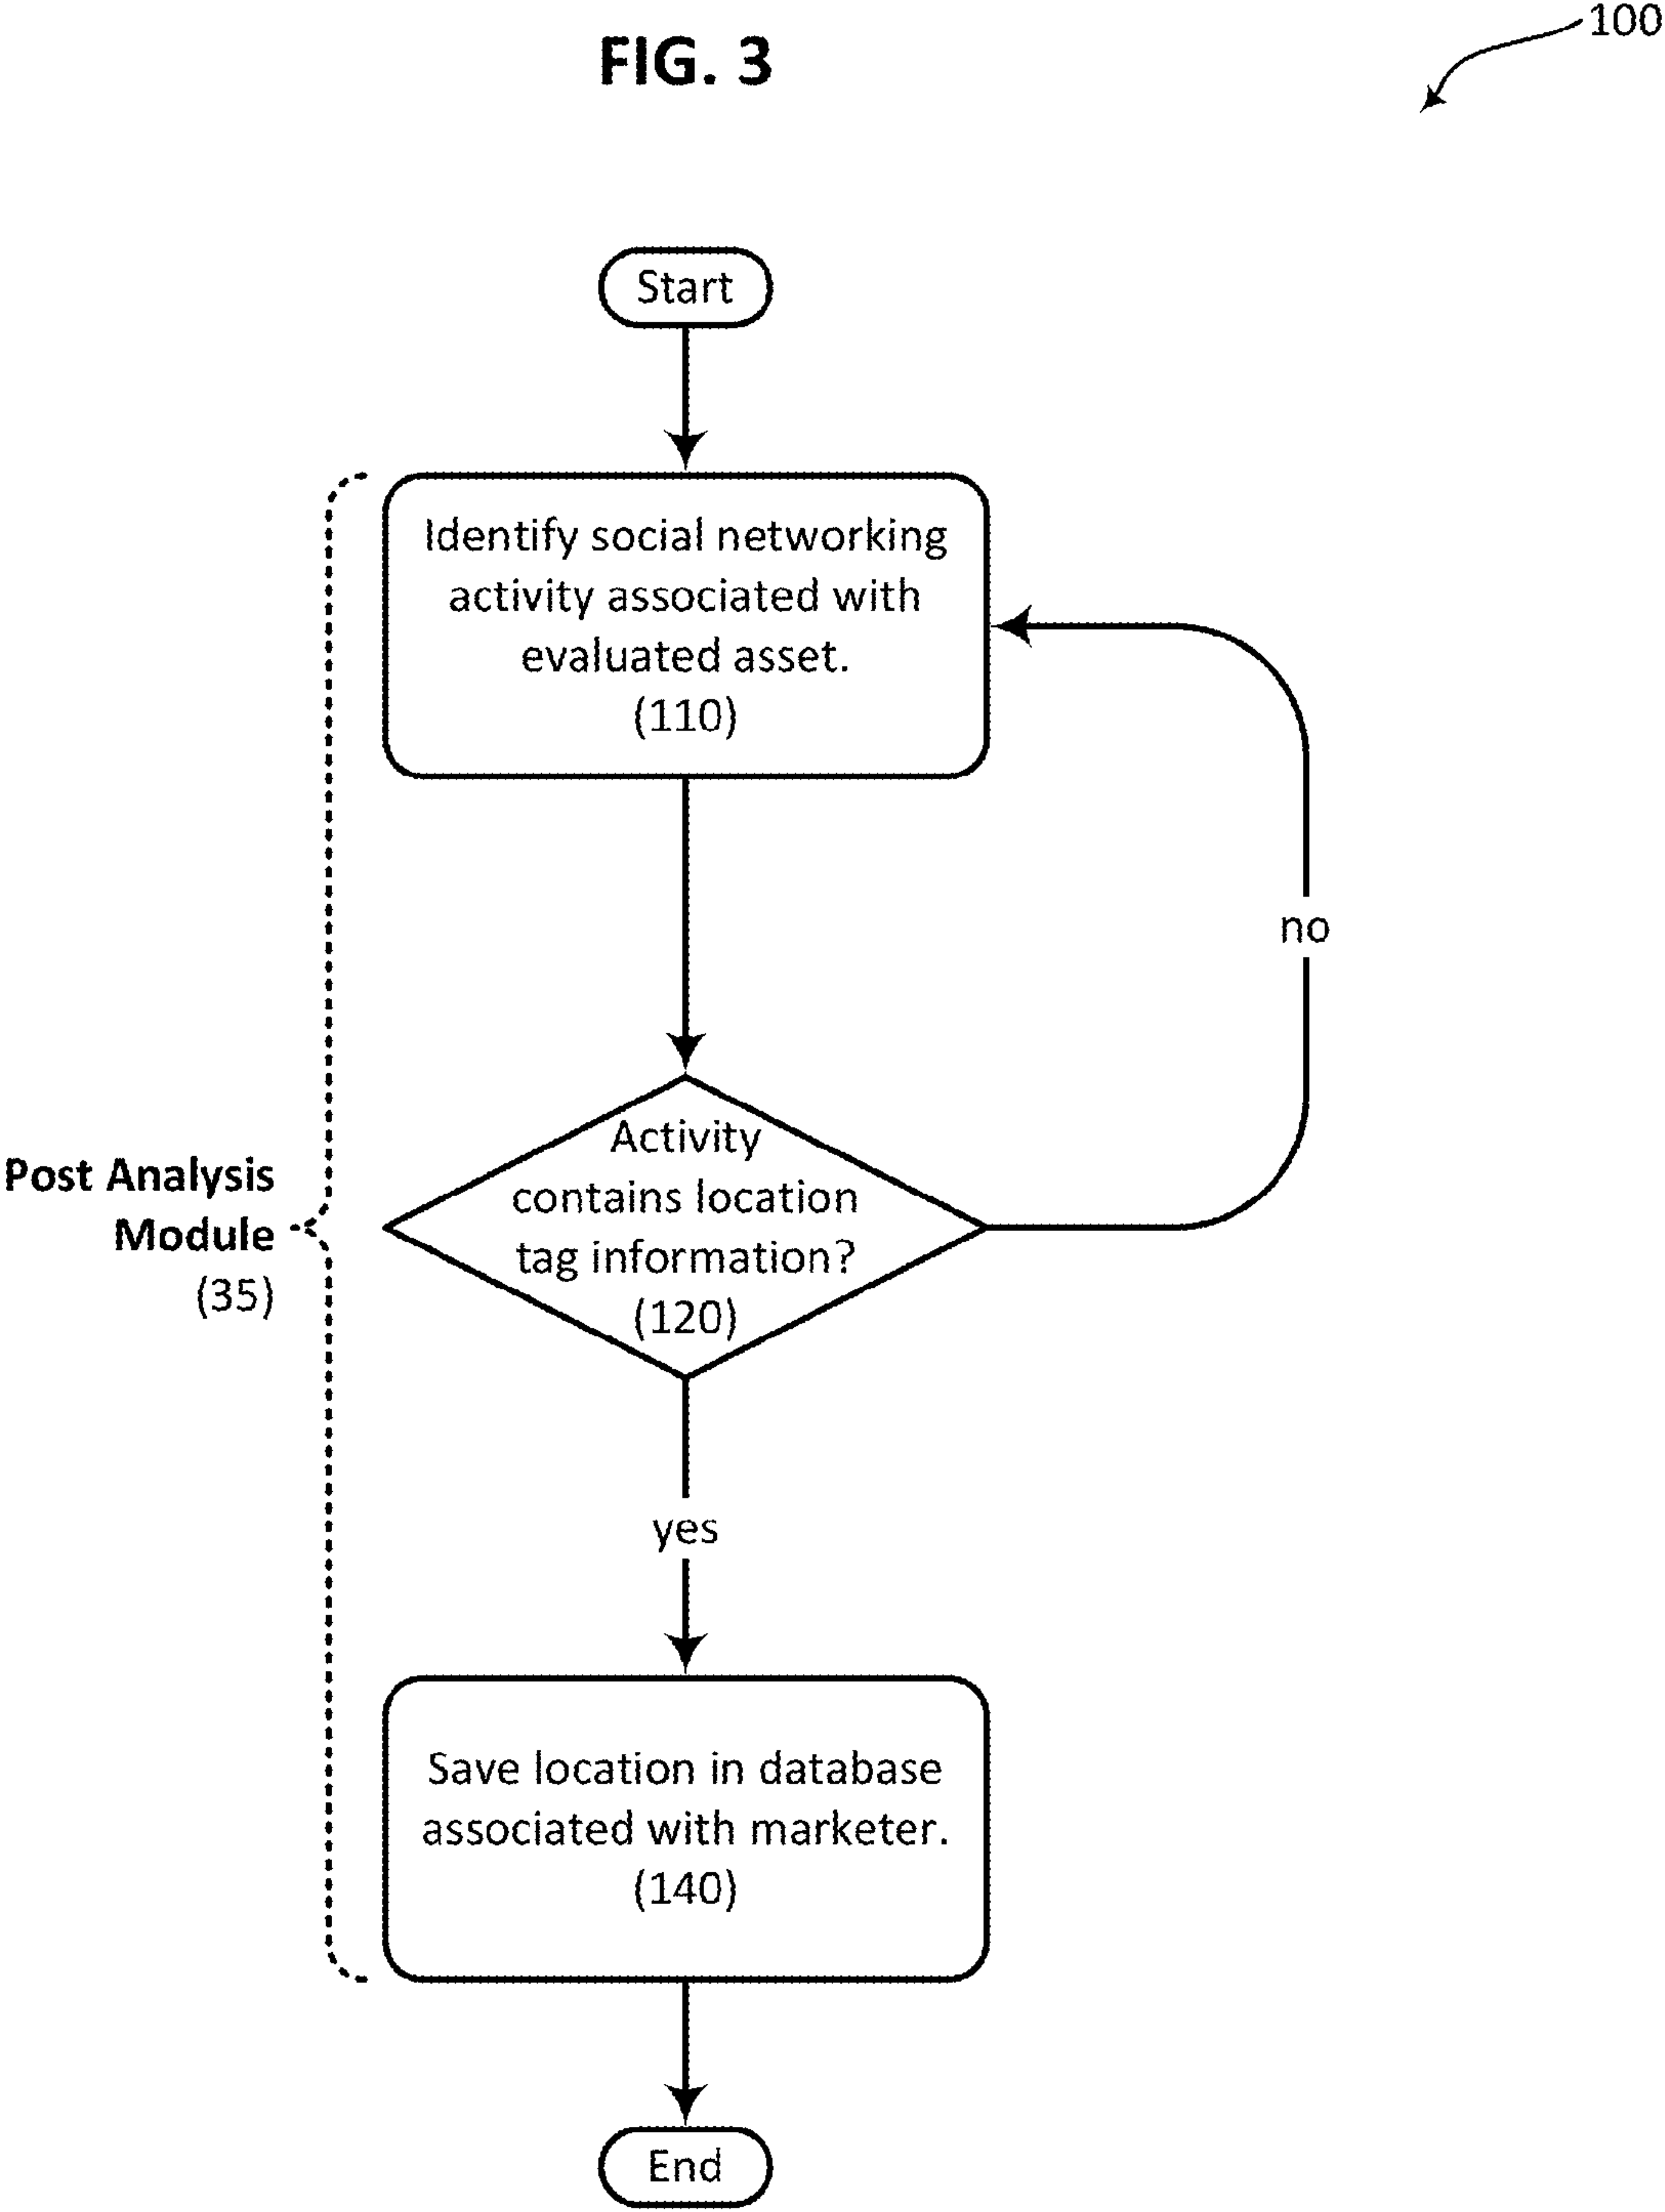 FIG. 3
100
Start
Identify social networking
activity associated with
evaluated asset.
(110)
no
Activity
contains location
tag information?
(120)
Post Analysis
Module
(35)
yes
Save location in database
associated with marketer.
(140)
End